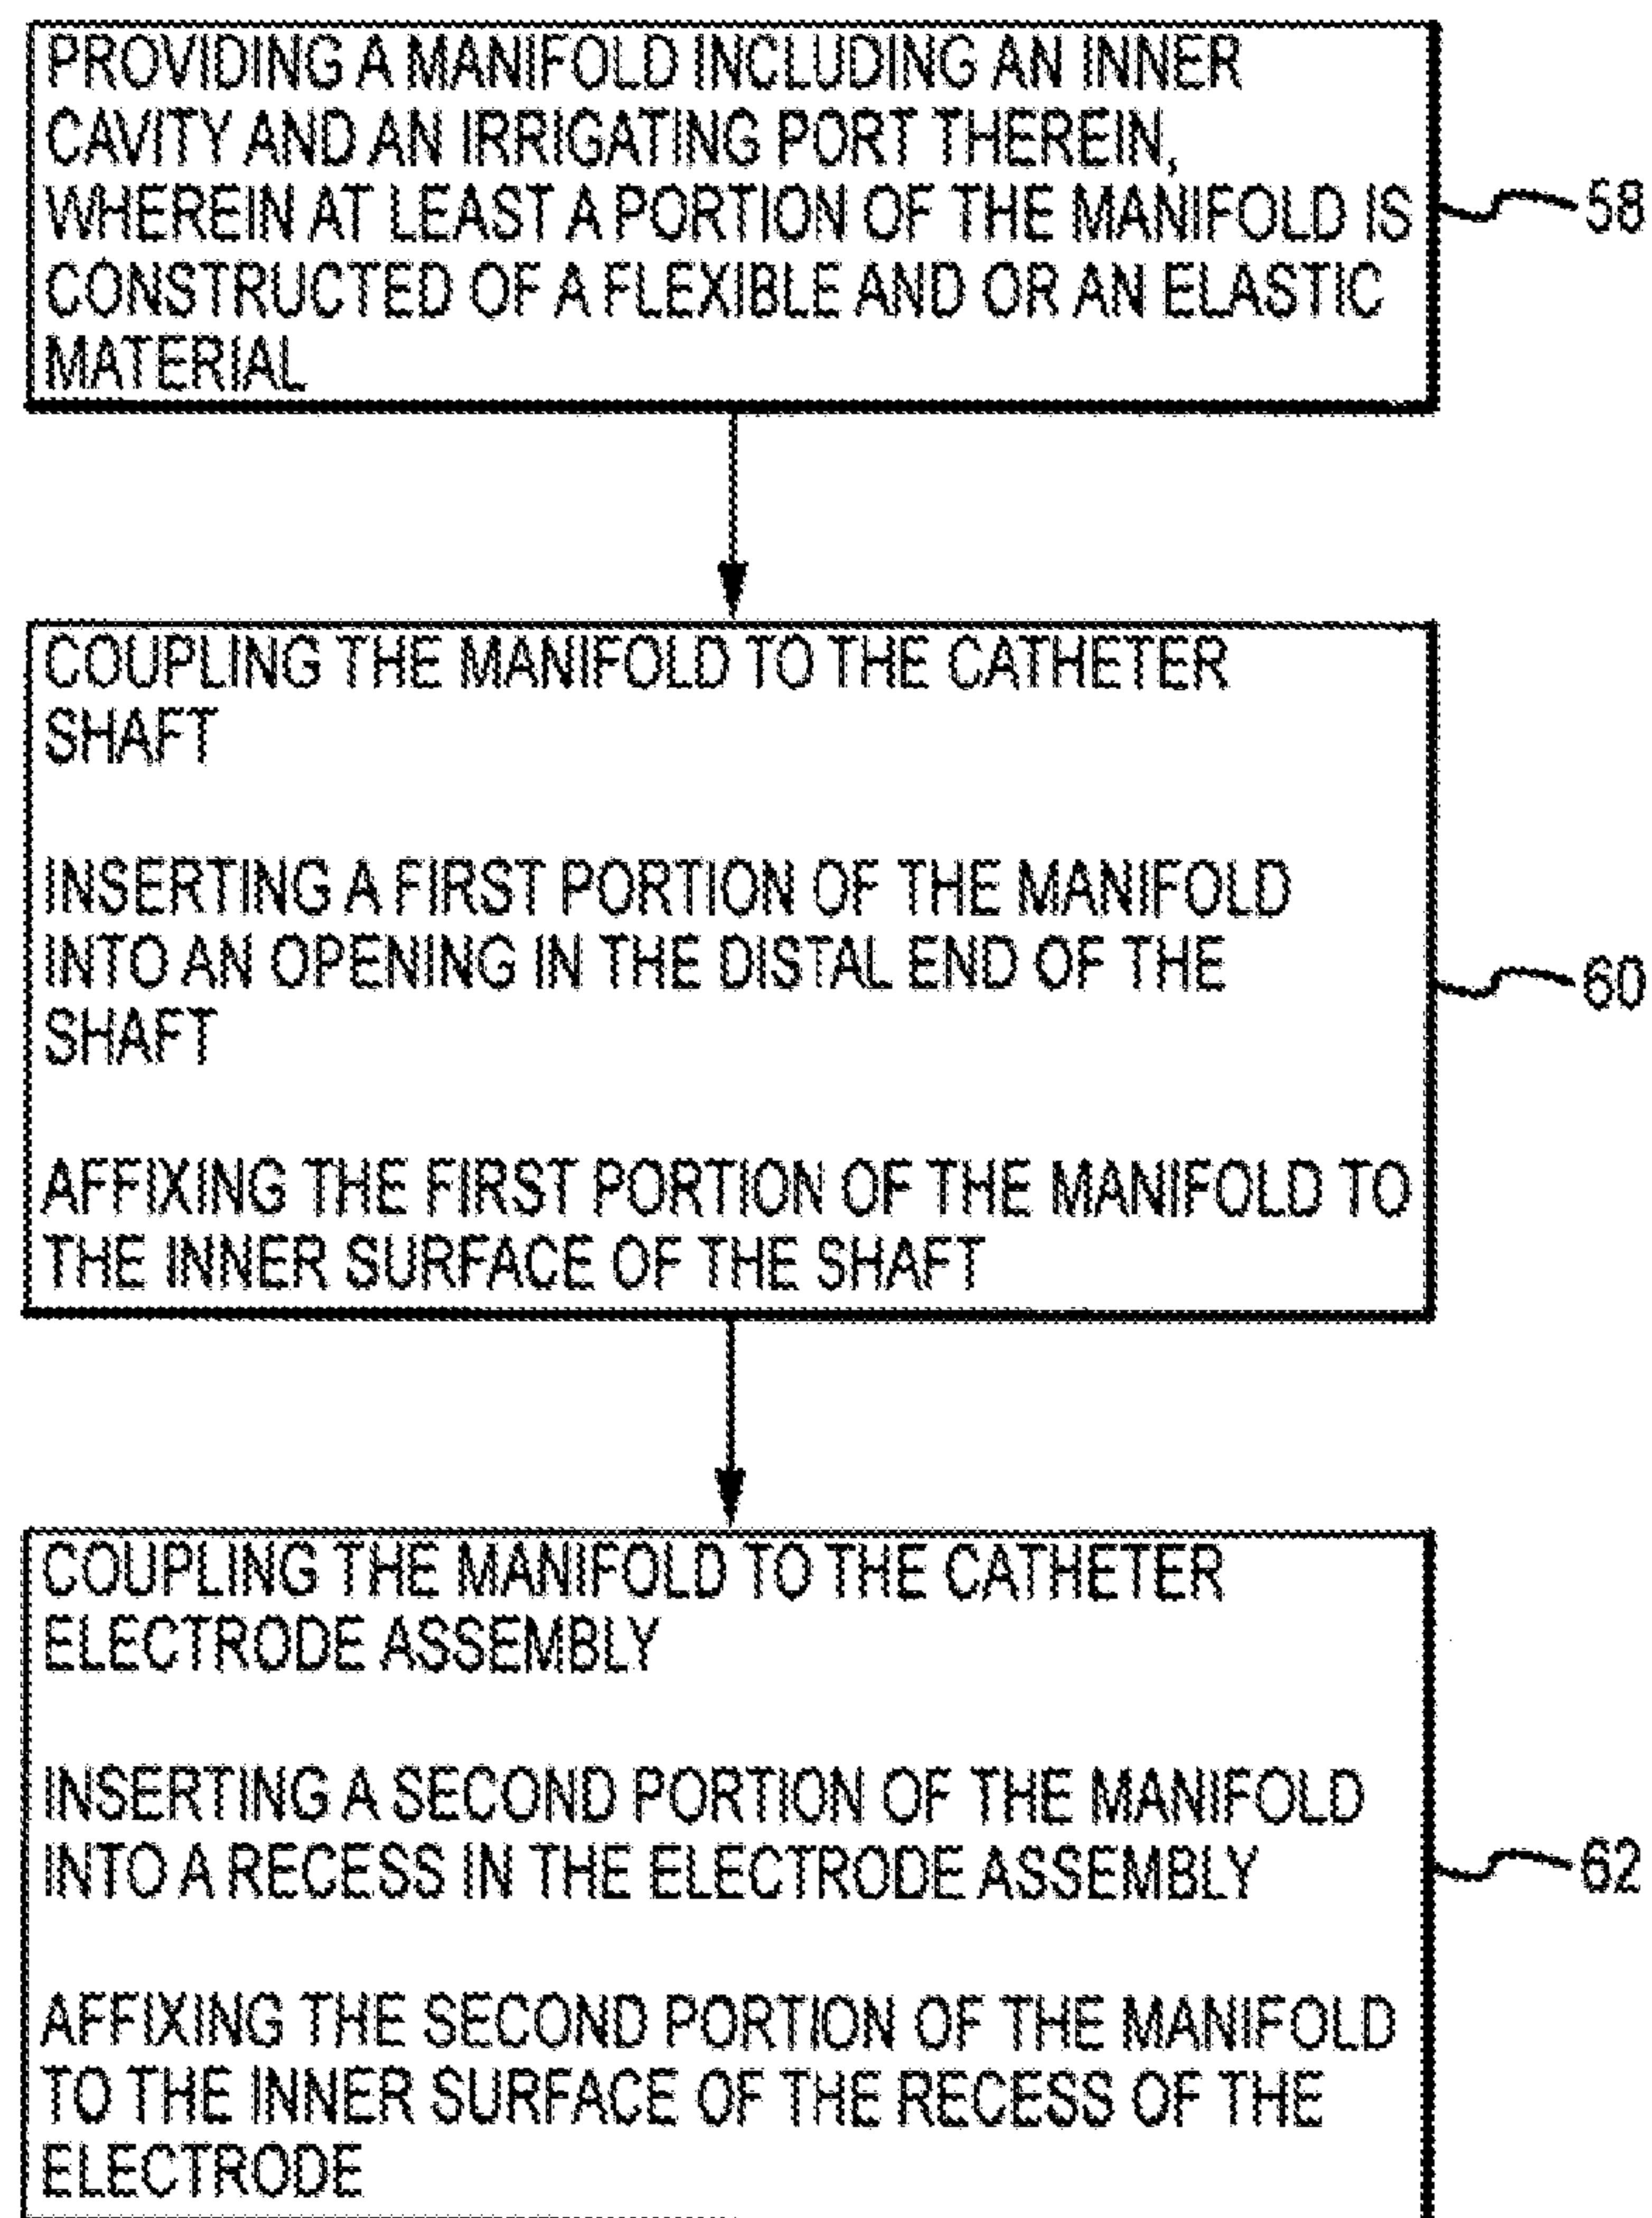 PROVIDING A MANIFOLD INCLUDING AN INNER
CAVITY AND AN IRRIGATING PORT THEREIN,
WHEREIN AT LEAST A PORTION OF THE MANIFOLD IS
CONSTRUCTED OF A FLEXIBLE AND OR AN ELASTIC
MATERIAL
58
COUPLING THE MANIFOLD TO THE CATHETER
SHAFT
INSERTING A FIRST PORTION OF THE MANIFOLD
INTO AN OPENING IN THE DISTAL END OF THE
SHAFT
AFFIXING THE FIRST PORTION OF THE MANIFOLD TO
THE INNER SURFACE OF THE SHAFT
60
COUPLING THE MANIFOLD TO THE CATHETER
ELECTRODE ASSEMBLY
INSERTING A SECOND PORTION OF THE MANIFOLD
INTO A RECESS IN THE ELECTRODE ASSEMBLY
AFFIXING THE SECOND PORTION OF THE MANIFOLD
TO THE INNER SURFACE OF THE RECESS OF THE
ELECTRODE
62